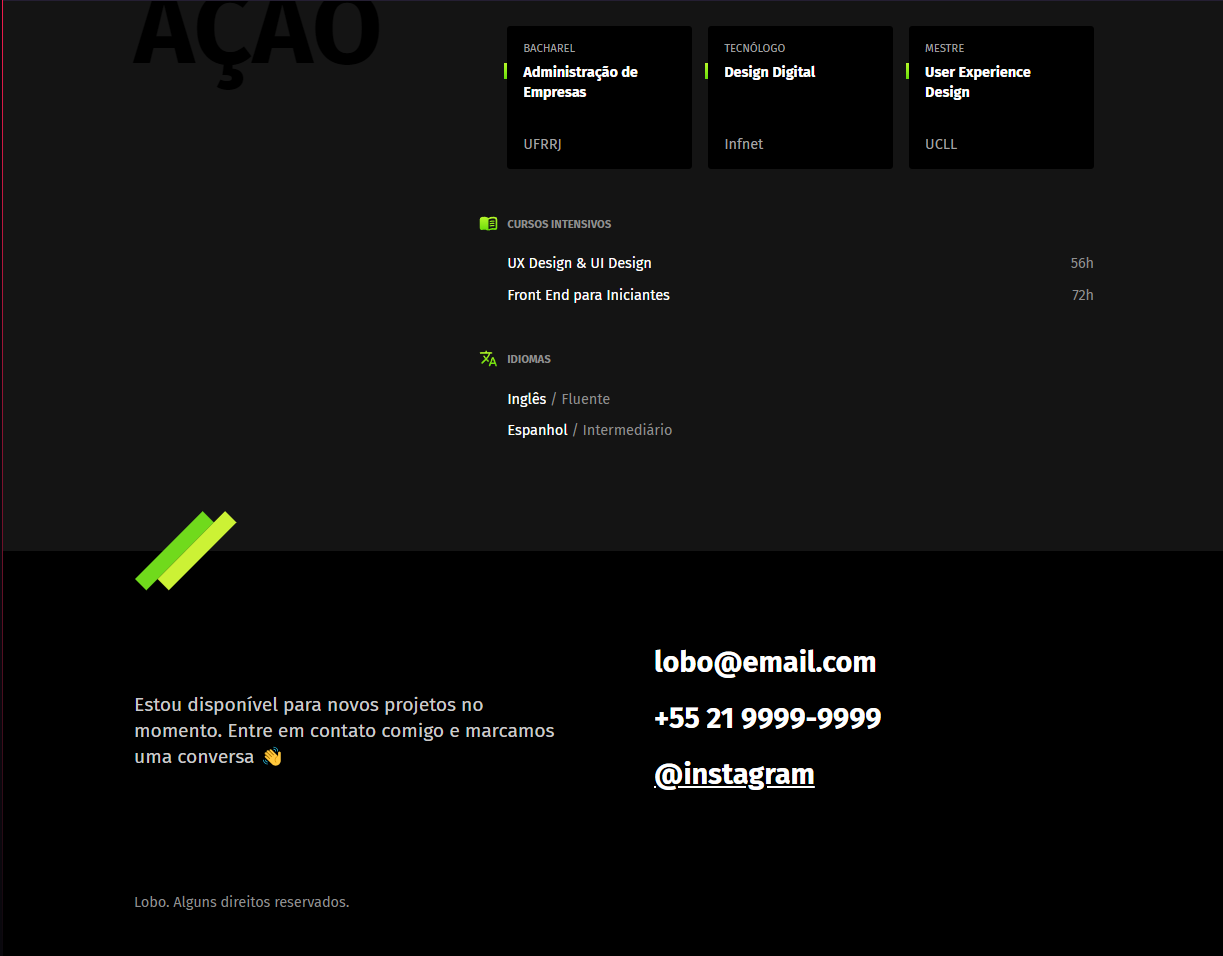 AÇÃO
BACHAREL
Administração de
Empresas
UFRRJ
TECNÓLOGO
Design Digital
Infnet
MESTRE
User Experience
Design
UCLL
CURSOS INTENSIVOS
UX Design & UI Design 56h
Front End para Iniciantes 72h
IDIOMAS
Inglês / Fluente
Espanhol / Intermediário
Estou disponível para novos projetos no
momento. Entre em contato comigo e marcamos
uma conversa 👋
lobo@email.com
+55 21 9999-9999
@instagram
Lobo. Alguns direitos reservados.